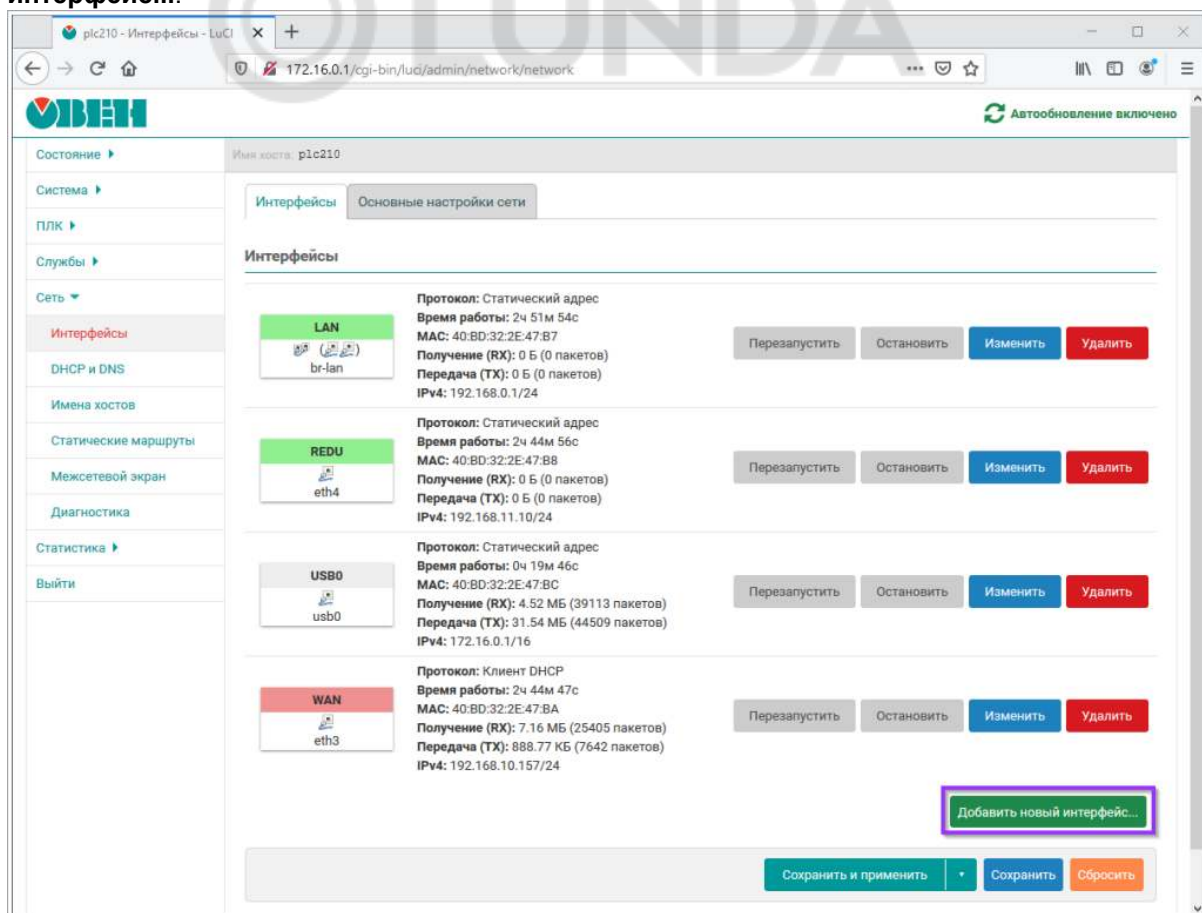 интерфейс...
LUNDA
plc210 - Интерфейсы - LuCI
172.16.0.1/cgi-bin/luci/admin/network/network
ОВЕН
Автообновление включено
Состояние
Имя хоста: plc210
Система
Интерфейсы Основные настройки сети
ПЛК
Службы
Интерфейсы
Сеть
Интерфейсы
DHCP и DNS
Имена хостов
Статические маршруты
Межсетевой экран
Диагностика
Статистика
Выйти
LAN
br-lan
Протокол: Статический адрес
Время работы: 2ч 51м 54с
MAC: 40:BD:32:2E:47:B7
Получение (RX): 0 Б (0 пакетов)
Передача (TX): 0 Б (0 пакетов)
IPv4: 192.168.0.1/24
Перезапустить Остановить Изменить Удалить
REDU
eth4
Протокол: Статический адрес
Время работы: 2ч 44м 56с
MAC: 40:BD:32:2E:47:B8
Получение (RX): 0 Б (0 пакетов)
Передача (TX): 0 Б (0 пакетов)
IPv4: 192.168.11.10/24
Перезапустить Остановить Изменить Удалить
USB0
usb0
Протокол: Статический адрес
Время работы: 0ч 19м 46с
MAC: 40:BD:32:2E:47:BC
Получение (RX): 4.52 МБ (39113 пакетов)
Передача (TX): 31.54 МБ (44509 пакетов)
IPv4: 172.16.0.1/16
Перезапустить Остановить Изменить Удалить
WAN
eth3
Протокол: Клиент DHCP
Время работы: 2ч 44м 47с
MAC: 40:BD:32:2E:47:BA
Получение (RX): 7.16 МБ (25405 пакетов)
Передача (TX): 888.77 КБ (7642 пакетов)
IPv4: 192.168.10.157/24
Перезапустить Остановить Изменить Удалить
Добавить новый интерфейс...
Сохранить и применить Сохранить Сбросить